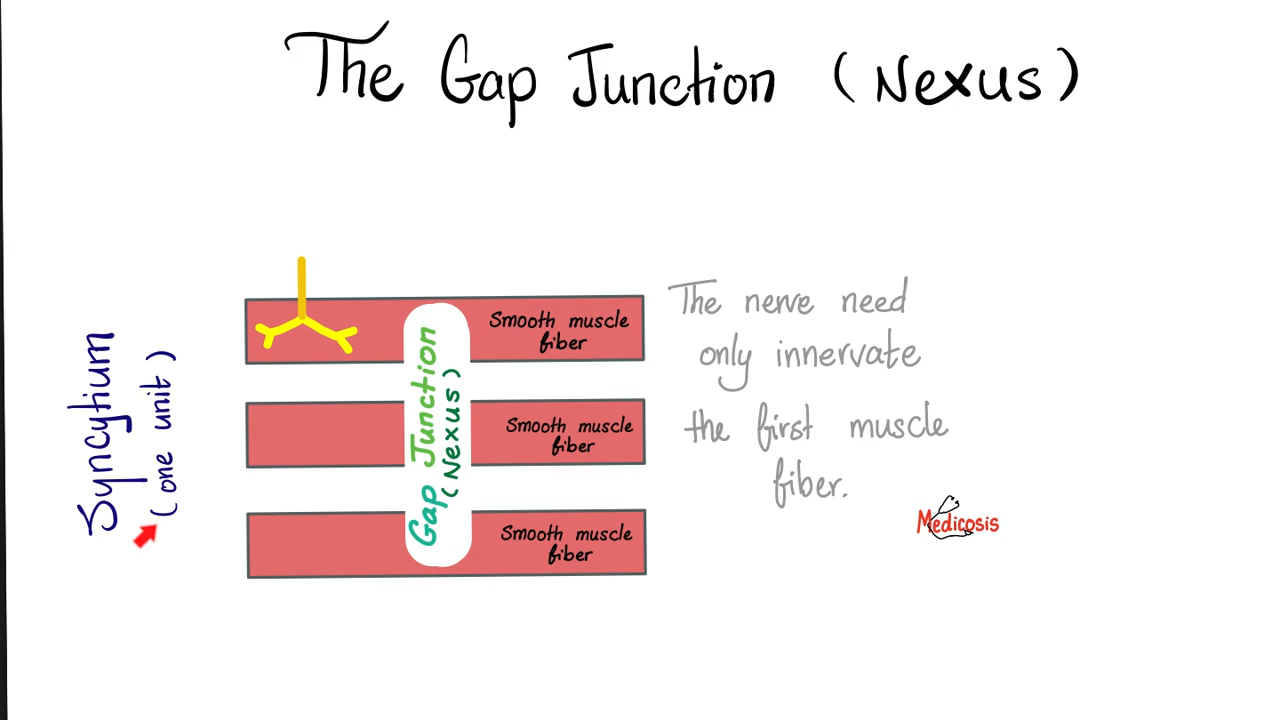 The Gap Junction (Nexus)
Syncytium
(one unit)
Smooth muscle
fiber
Smooth muscle
fiber
Smooth muscle
fiber
Gap Junction
(Nexus)
The nerve need
only innervate
the first muscle
fiber.
Medicosis